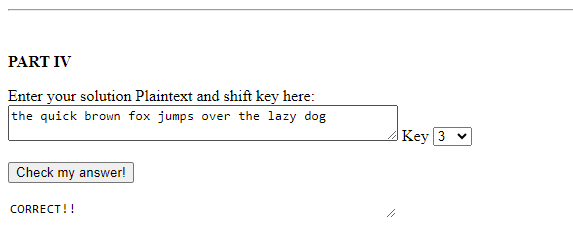 PART IV
Enter your solution Plaintext and shift key here:
the quick brown fox jumps over the lazy dog
Key 3
Check my answer!
CORRECT!!